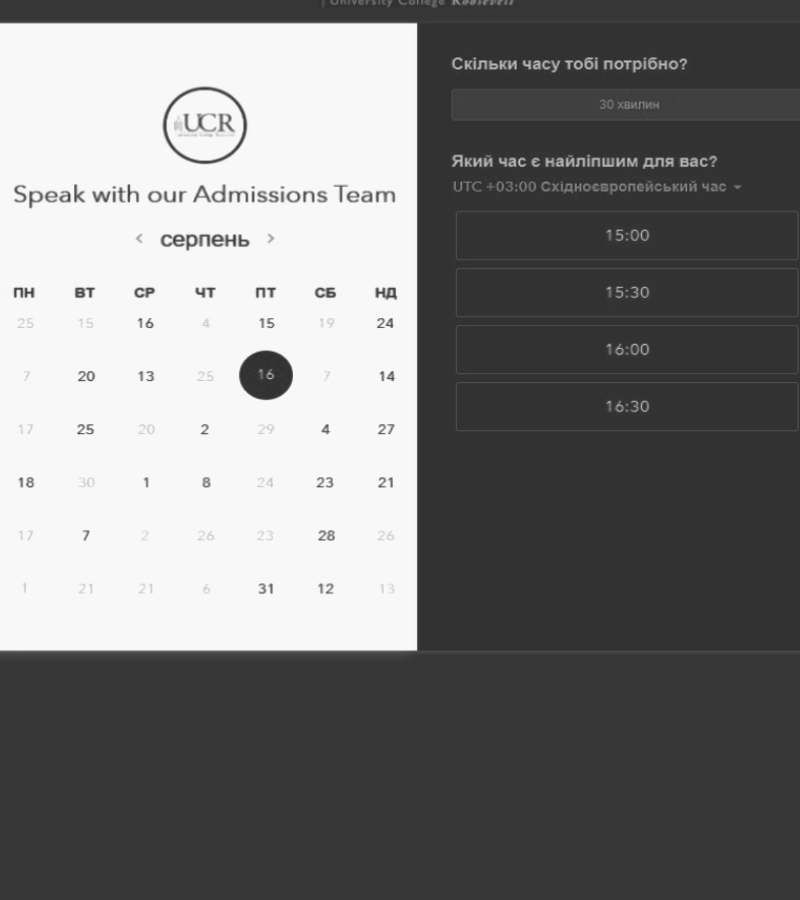 | University College Roosevelt
UCR
Speak with our Admissions Team
< серпень >
ПН ВТ СР ЧТ ПТ СБ НД
25 15 16 4 15 19 24
7 20 13 25 16 7 14
17 25 20 2 29 4 27
18 30 1 8 24 23 21
17 7 2 26 23 28 26
1 21 21 6 31 12 13
Скільки часу тобі потрібно?
30 хвилин
Який час є найліпшим для вас?
UTC +03:00 Східноєвропейський час
15:00
15:30
16:00
16:30